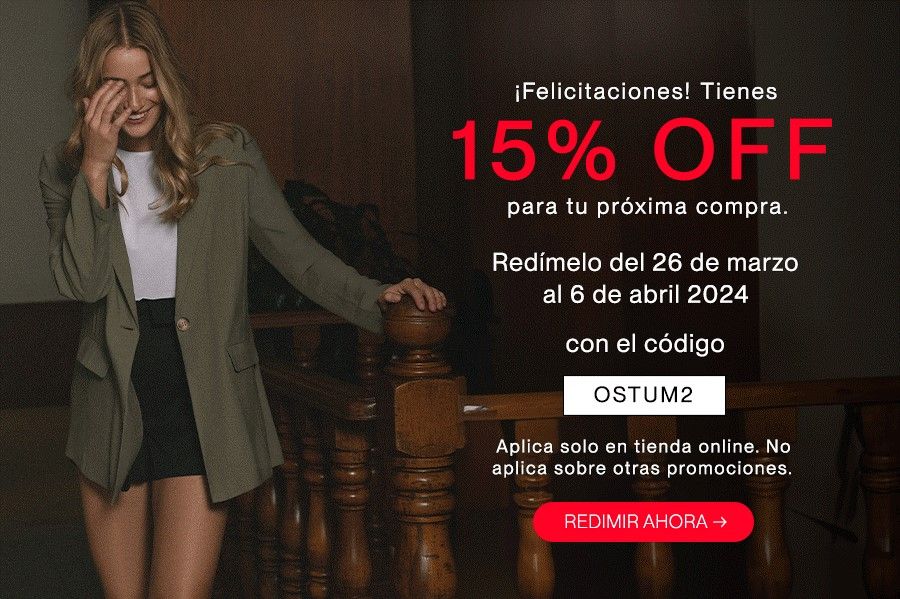 ¡Felicitaciones! Tienes
15% OFF
para tu próxima compra.
Redímelo del 26 de marzo
al 6 de abril 2024
con el código
OSTUM2
Aplica solo en tienda online. No
aplica sobre otras promociones.
REDIMIR AHORA →